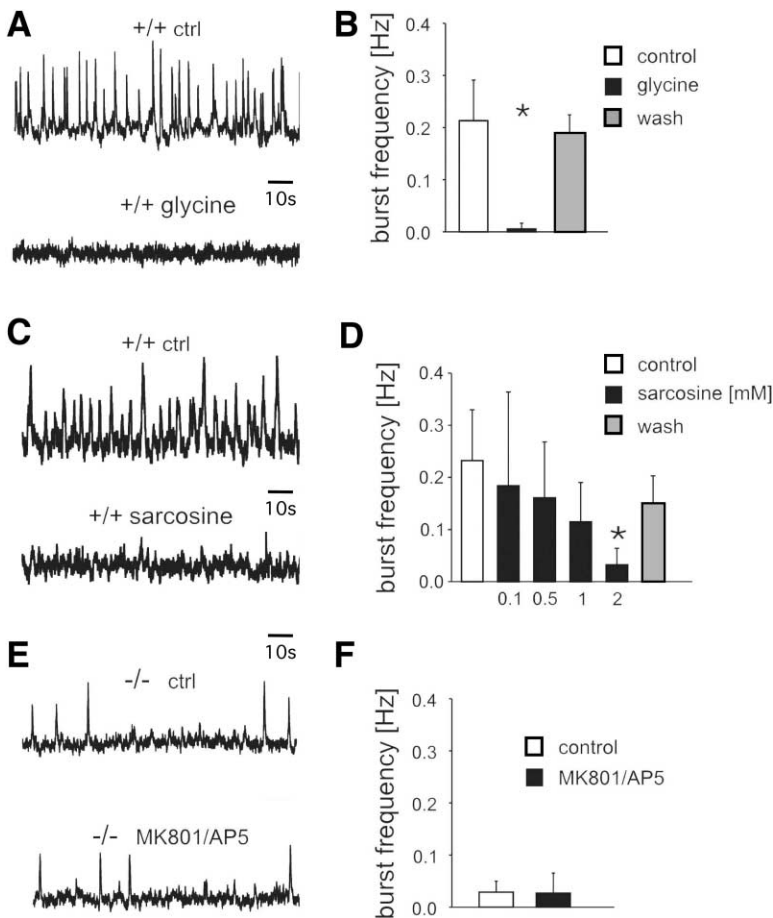 A
+/+ ctrl
10s
+/+ glycine
B
burst frequency [Hz]
0.4
0.3
0.2
0.1
0.0
*
control
glycine
wash
C
+/+ ctrl
10s
+/+ sarcosine
D
burst frequency [Hz]
0.4
0.3
0.2
0.1
0.0
*
0.1 0.5 1 2
control
sarcosine [mM]
wash
E
10s
-/- ctrl
-/- MK801/AP5
F
burst frequency [Hz]
0.4
0.3
0.2
0.1
0.0
control
MK801/AP5